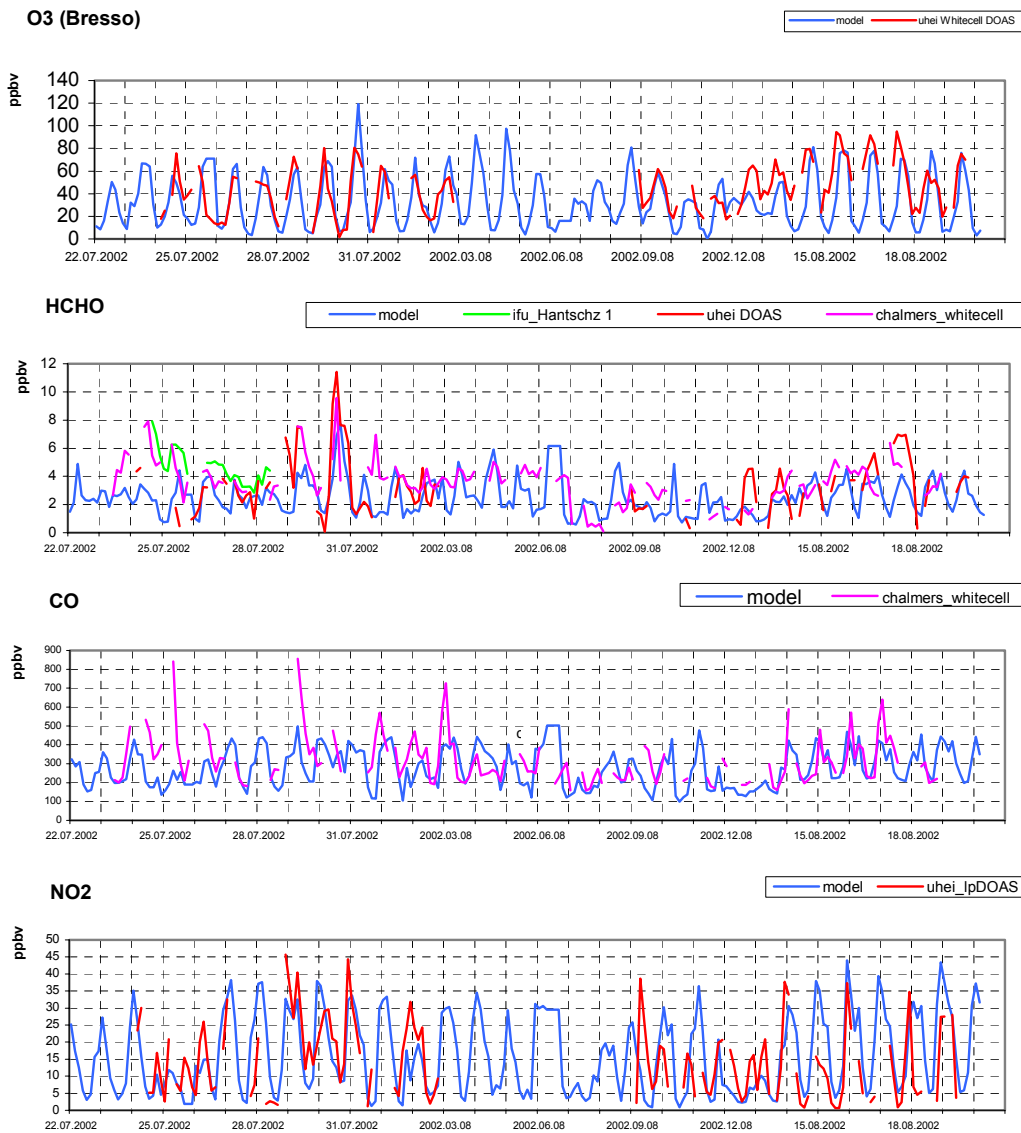 O3 (Bresso)
model uhei Whitecell DOAS
ppbv
140
120
100
80
60
40
20
0
22.07.2002 25.07.2002 28.07.2002 31.07.2002 2002.03.08 2002.06.08 2002.09.08 2002.12.08 15.08.2002 18.08.2002
HCHO
model ifu_Hantschz 1 uhei DOAS chalmers_whitecell
ppbv
12
10
8
6
4
2
0
22.07.2002 25.07.2002 28.07.2002 31.07.2002 2002.03.08 2002.06.08 2002.09.08 2002.12.08 15.08.2002 18.08.2002
CO
model chalmers_whitecell
ppbv
900
800
700
600
500
400
300
200
100
0
22.07.2002 25.07.2002 28.07.2002 31.07.2002 2002.03.08 2002.06.08 2002.09.08 2002.12.08 15.08.2002 18.08.2002
NO2
model uhei_lpDOAS
ppbv
50
45
40
35
30
25
20
15
10
5
0
22.07.2002 25.07.2002 28.07.2002 31.07.2002 2002.03.08 2002.06.08 2002.09.08 2002.12.08 15.08.2002 18.08.2002